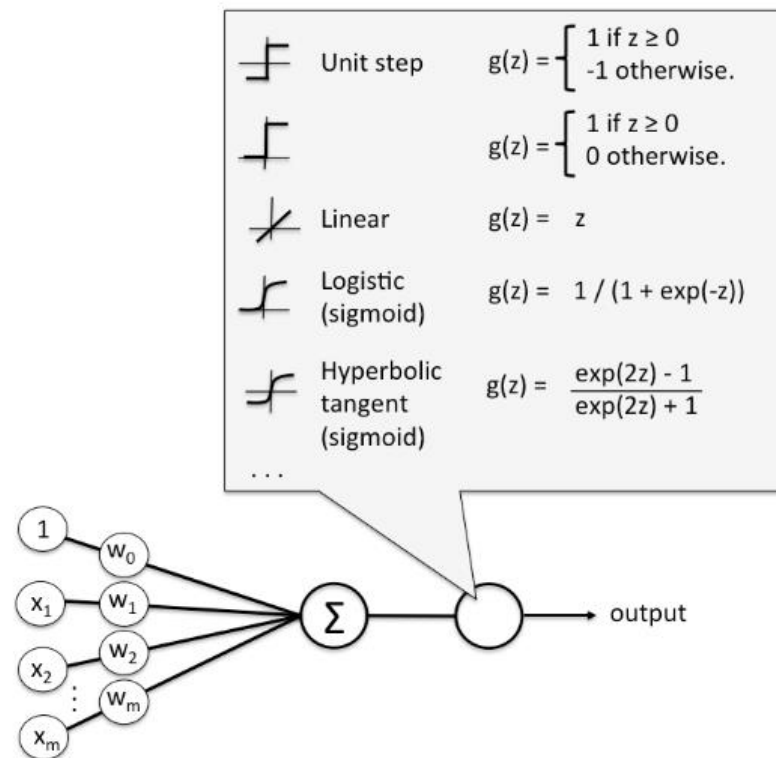 Unit step g(z) = { 1 if z ≥ 0
-1 otherwise.
g(z) = { 1 if z ≥ 0
0 otherwise.
Linear g(z) = z
Logistic
(sigmoid) g(z) = 1 / (1 + exp(-z))
Hyperbolic
tangent
(sigmoid) g(z) = exp(2z) - 1
exp(2z) + 1
. . .
1 w₀
x₁ w₁
x₂ w₂
⋮
xₘ wₘ
Σ
output